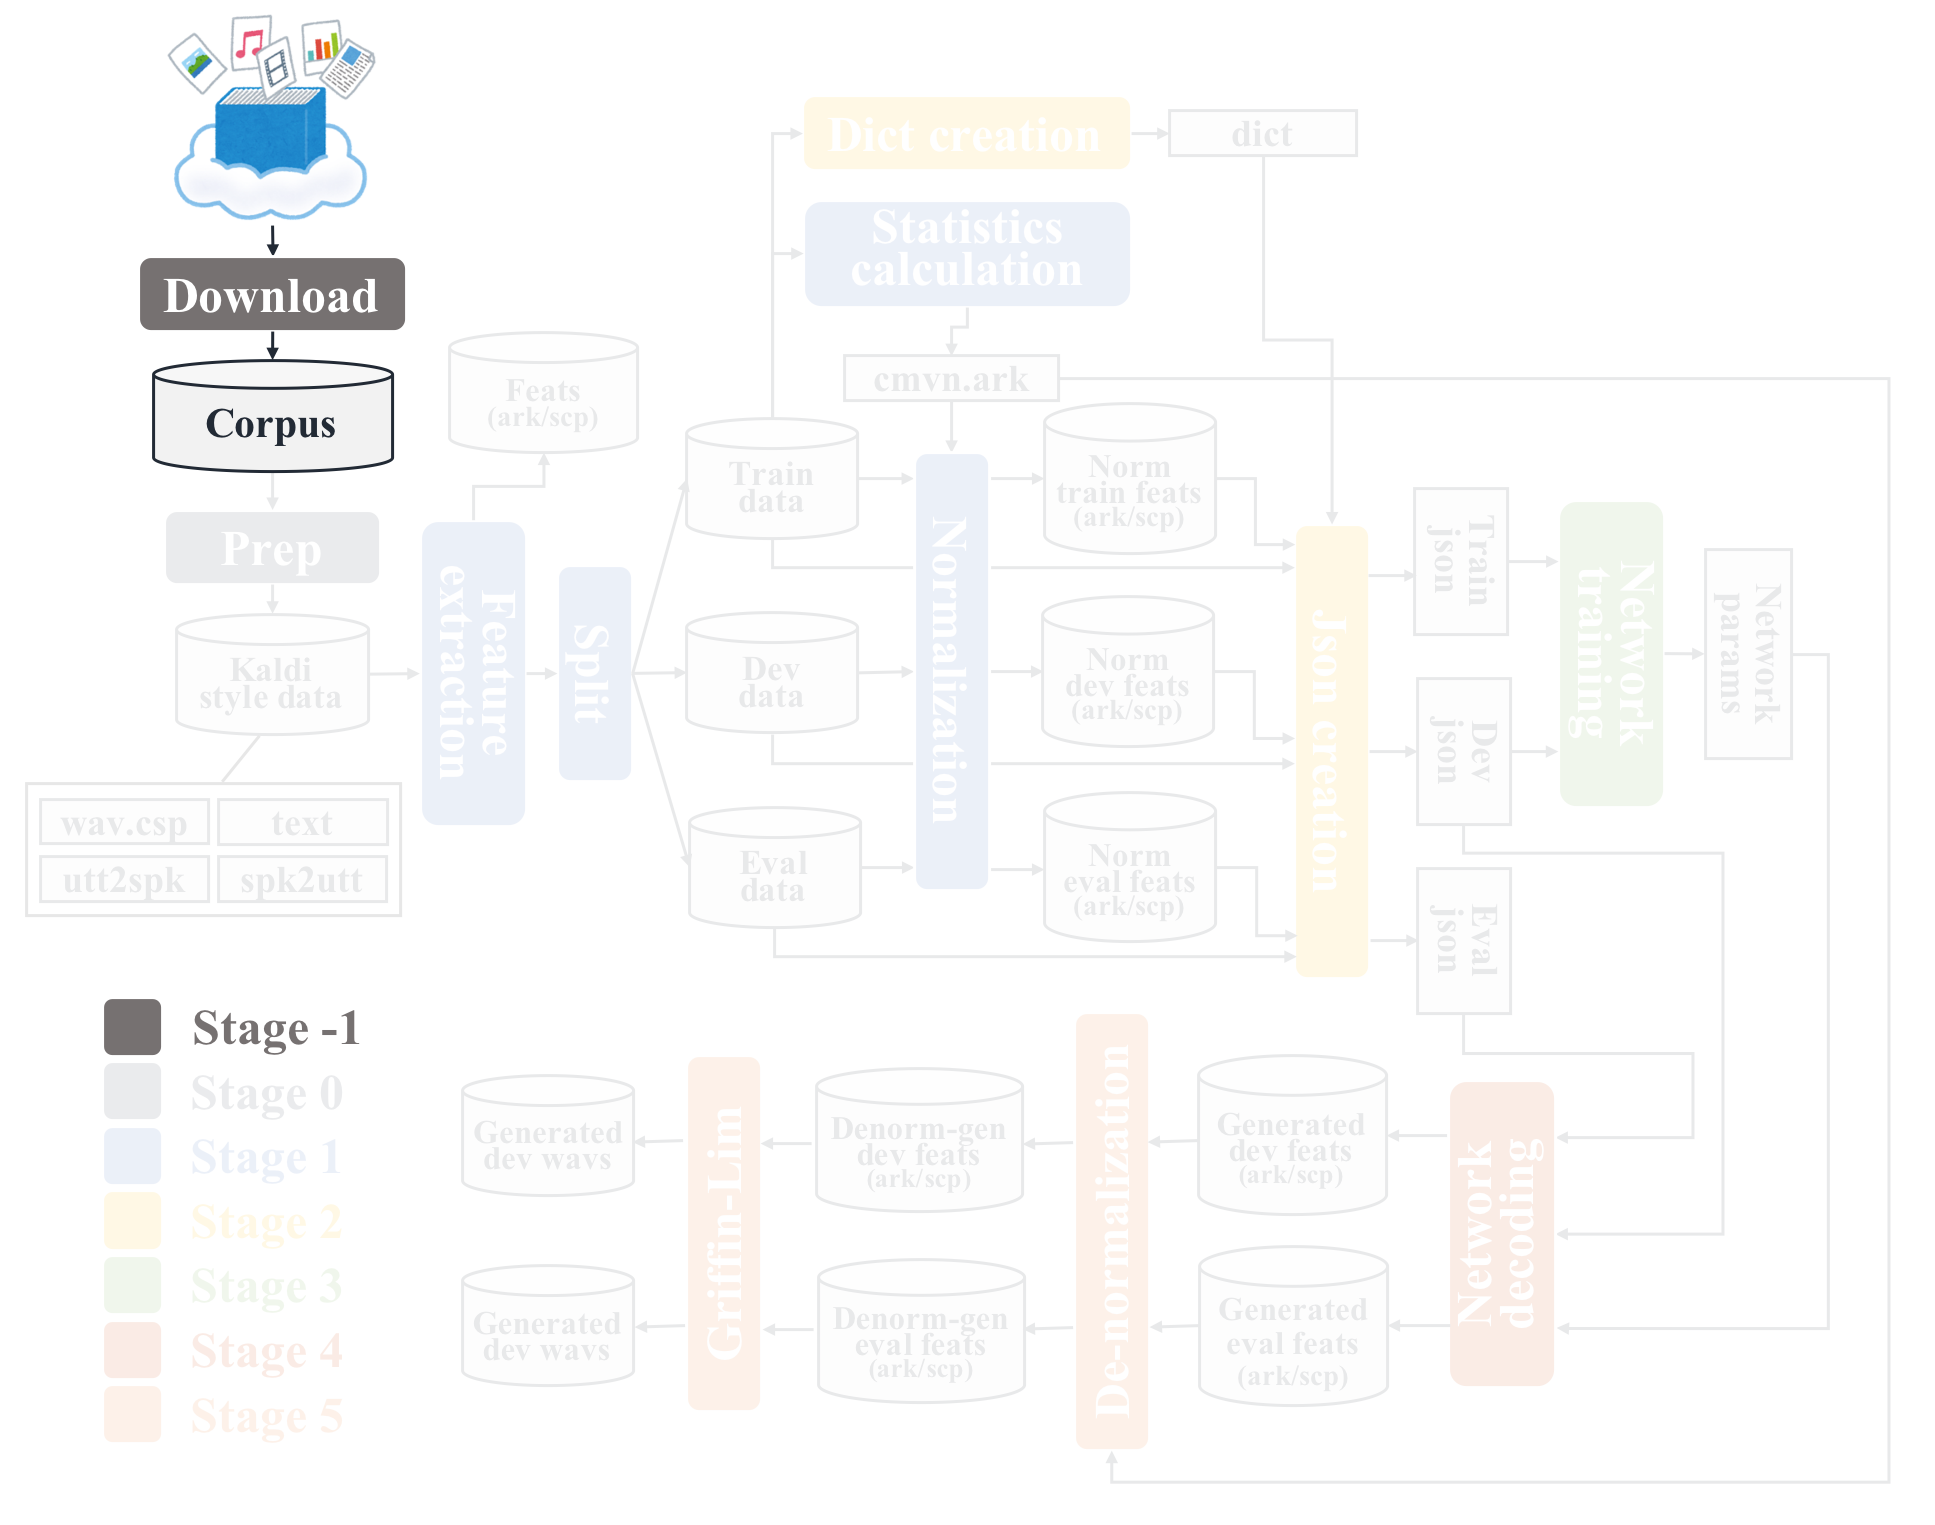 Dict creation
dict
Statistics
calculation
Download
Corpus
Feats
(ark/scp)
cmvn.ark
Prep
Kaldi
style data
wav.csp
text
utt2spk
spk2utt
Feature
extraction
Split
Train
data
Dev
data
Eval
data
Normalization
Norm
train feats
(ark/scp)
Norm
dev feats
(ark/scp)
Norm
eval feats
(ark/scp)
Json creation
Train
json
Dev
json
Eval
json
Network
training
Network
params
Stage -1
Stage 0
Stage 1
Stage 2
Stage 3
Stage 4
Stage 5
Generated
dev wavs
Generated
dev wavs
Griffin-Lim
Denorm-gen
dev feats
(ark/scp)
Denorm-gen
eval feats
(ark/scp)
De-normalization
Generated
dev feats
(ark/scp)
Generated
eval feats
(ark/scp)
Network
decoding